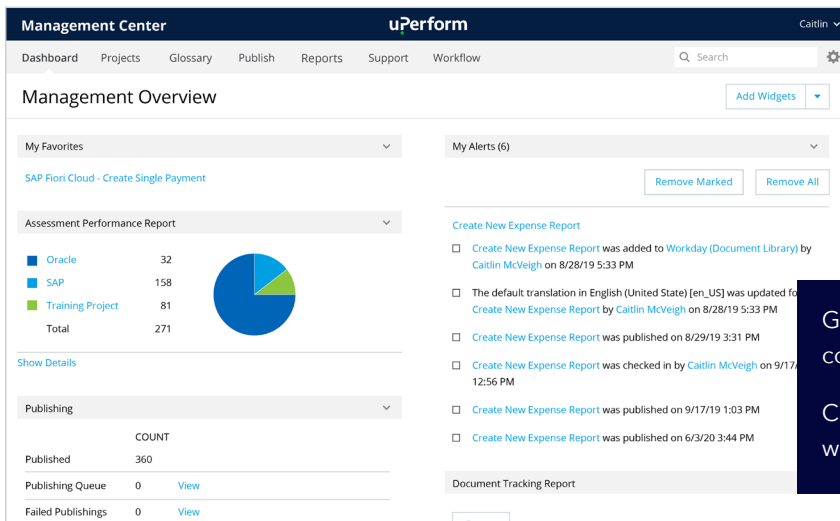 Management Center
uPerform
Caitlin
Dashboard Projects Glossary Publish Reports Support Workflow
Search
Management Overview
Add Widgets
My Favorites
SAP Fiori Cloud - Create Single Payment
Assessment Performance Report
Oracle 32
SAP 158
Training Project 81
Total 271
Show Details
Publishing
COUNT
Published 360
Publishing Queue 0 View
Failed Publishings 0 View
My Alerts (6)
Remove Marked Remove All
Create New Expense Report
Create New Expense Report was added to Workday (Document Library) by
Caitlin McVeigh on 8/28/19 5:33 PM
The default translation in English (United State) [en_US] was updated
Create New Expense Report by Caitlin McVeigh on 8/28/19 5:33 PM
Create New Expense Report was published on 8/29/19 3:31 PM
Create New Expense Report was checked in by Caitlin McVeigh on 9/17/
12:56 PM
Create New Expense Report was published on 9/17/19 1:03 PM
Create New Expense Report was published on 6/3/20 3:44 PM
Document Tracking Report